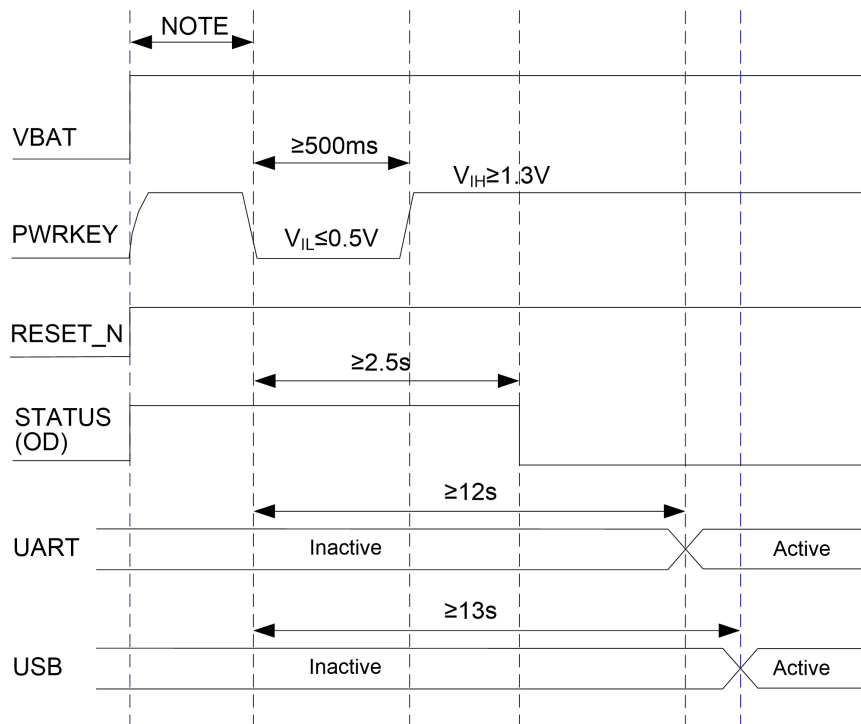 NOTE
VBAT
≥500ms
VIH≥1.3V
PWRKEY
VIL≤0.5V
RESET_N
≥2.5s
STATUS
(OD)
≥12s
UART
Inactive
Active
≥13s
USB
Inactive
Active